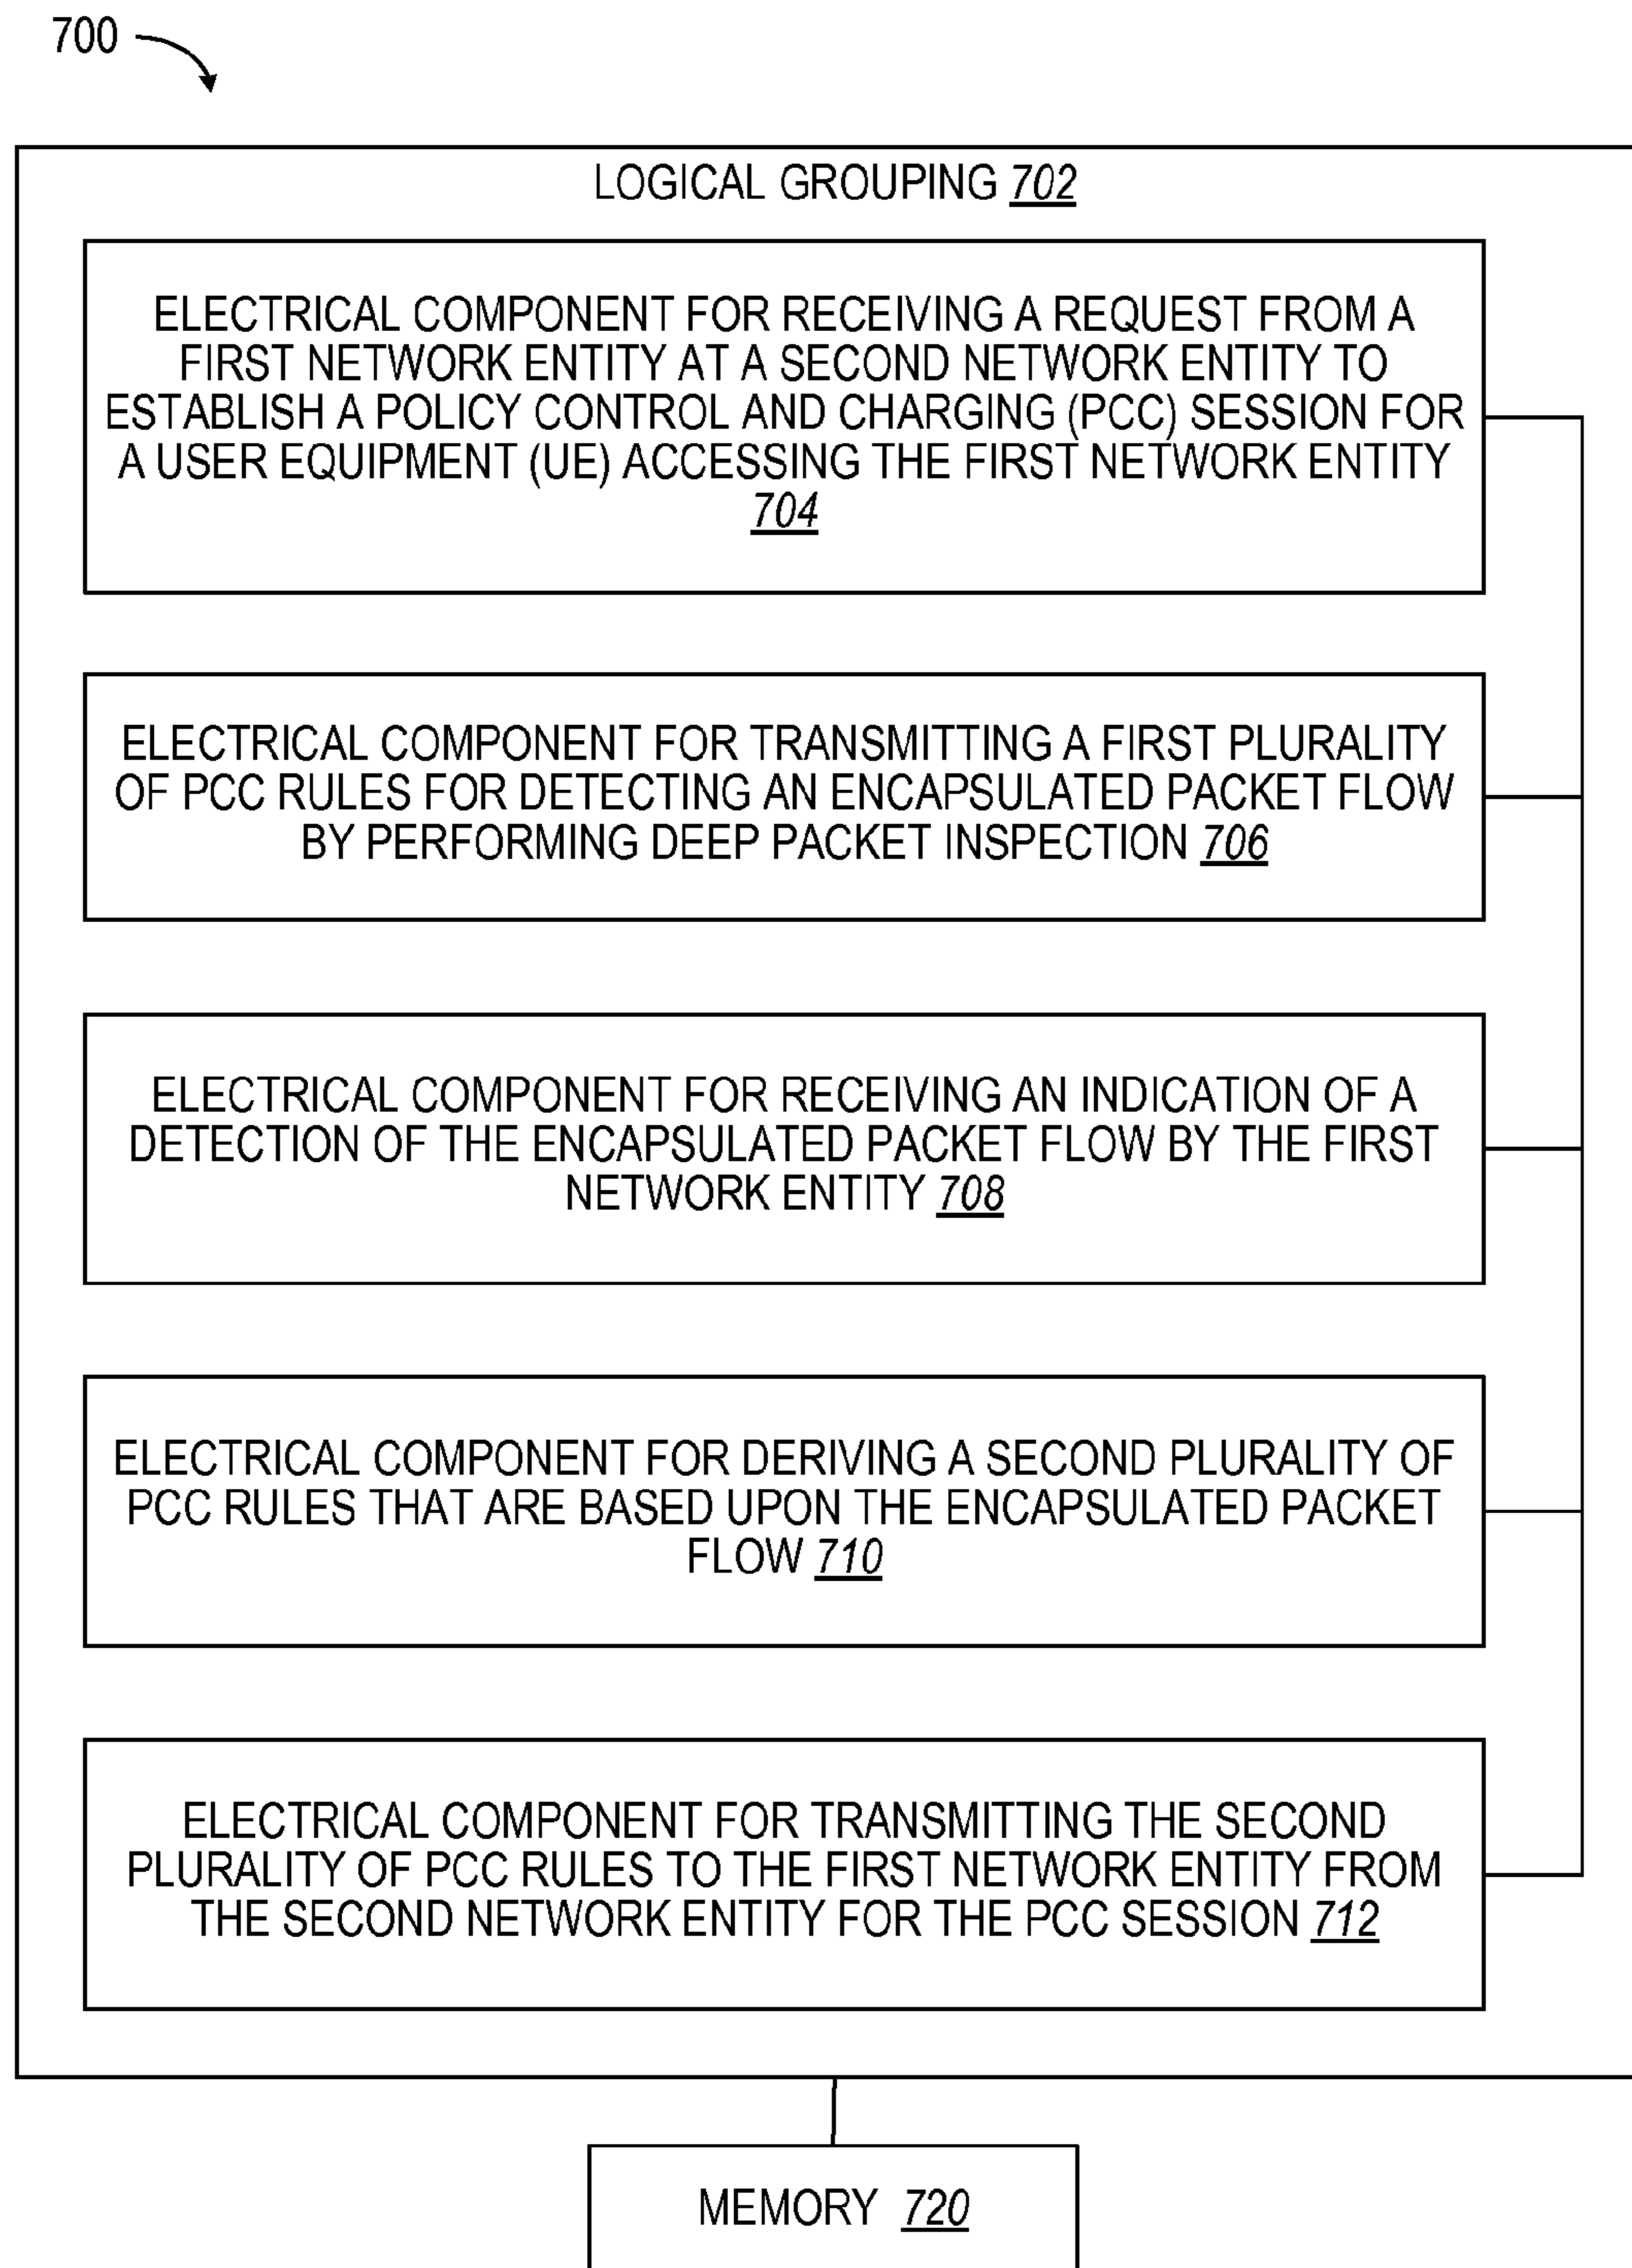 700
LOGICAL GROUPING 702
ELECTRICAL COMPONENT FOR RECEIVING A REQUEST FROM A
FIRST NETWORK ENTITY AT A SECOND NETWORK ENTITY TO
ESTABLISH A POLICY CONTROL AND CHARGING (PCC) SESSION FOR
A USER EQUIPMENT (UE) ACCESSING THE FIRST NETWORK ENTITY
704
ELECTRICAL COMPONENT FOR TRANSMITTING A FIRST PLURALITY
OF PCC RULES FOR DETECTING AN ENCAPSULATED PACKET FLOW
BY PERFORMING DEEP PACKET INSPECTION 706
ELECTRICAL COMPONENT FOR RECEIVING AN INDICATION OF A
DETECTION OF THE ENCAPSULATED PACKET FLOW BY THE FIRST
NETWORK ENTITY 708
ELECTRICAL COMPONENT FOR DERIVING A SECOND PLURALITY OF
PCC RULES THAT ARE BASED UPON THE ENCAPSULATED PACKET
FLOW 710
ELECTRICAL COMPONENT FOR TRANSMITTING THE SECOND
PLURALITY OF PCC RULES TO THE FIRST NETWORK ENTITY FROM
THE SECOND NETWORK ENTITY FOR THE PCC SESSION 712
MEMORY 720